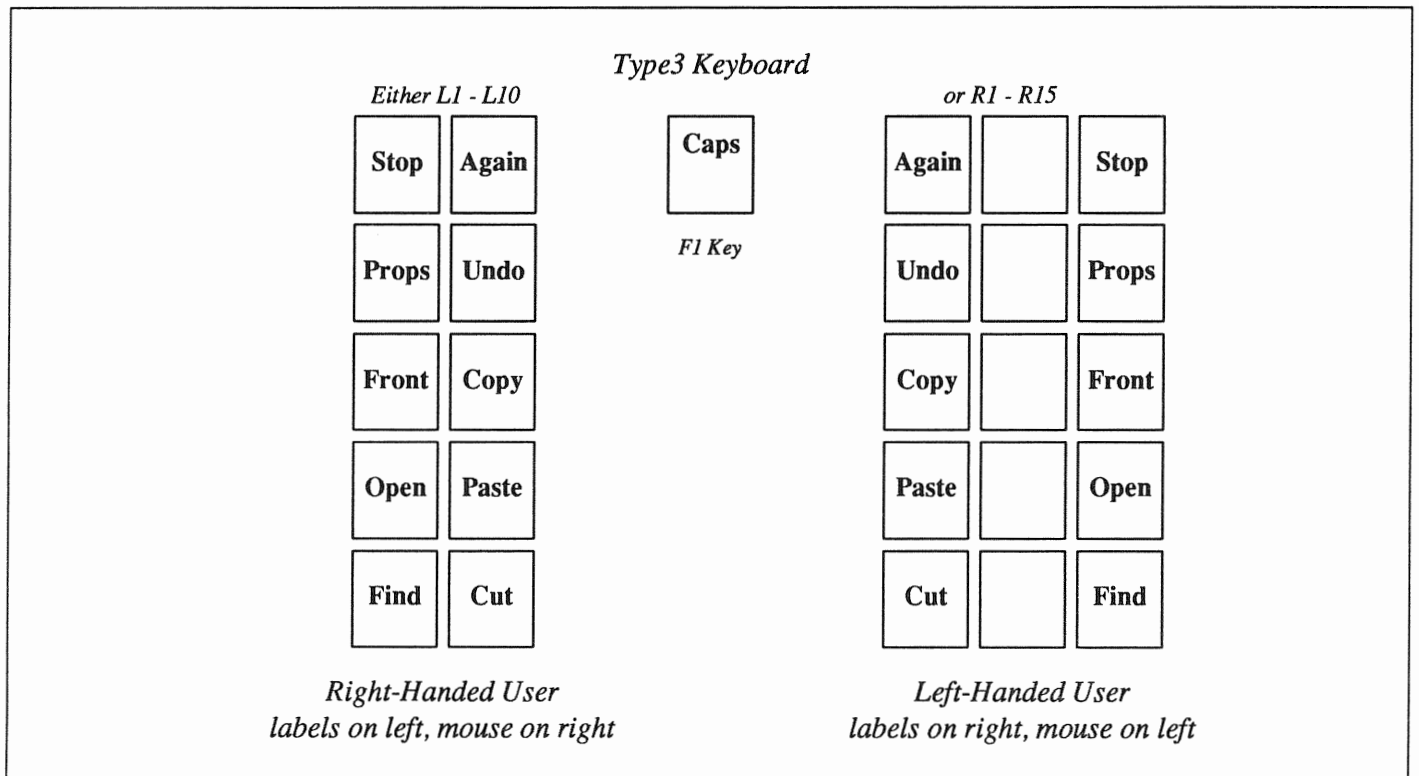 Type3 Keyboard
Either L1 - L10
or R1 - R15
Stop Again Caps Again Stop
F1 Key
Props Undo Undo Props
Front Copy Copy Front
Open Paste Paste Open
Find Cut Cut Find
Right-Handed User
labels on left, mouse on right
Left-Handed User
labels on right, mouse on left